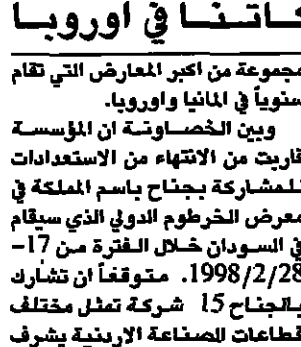 في اوروبا
مجموعة من اكبر المعارض التي تقام
سنوياً في المانيا واوروبا.
وبين الخصاونة ان المؤسسة
قاربت من الانتهاء من الاستعدادات
للمشاركة بجناح باسم المملكة في
معرض الخرطوم الدولي الذي سيقام
في السودان خلال الفترة من 17-
1998/2/28. متوقعاً ان تشارك
بالجناح 15 شركة تمثل مختلف
قطاعات الصناعة الاردنية يشرف